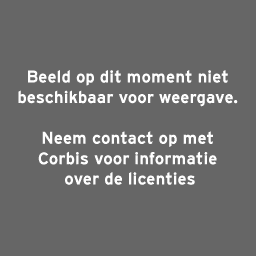 Beeld op dit moment niet
beschikbaar voor weergave.
Neem contact op met
Corbis voor informatie
over de licenties